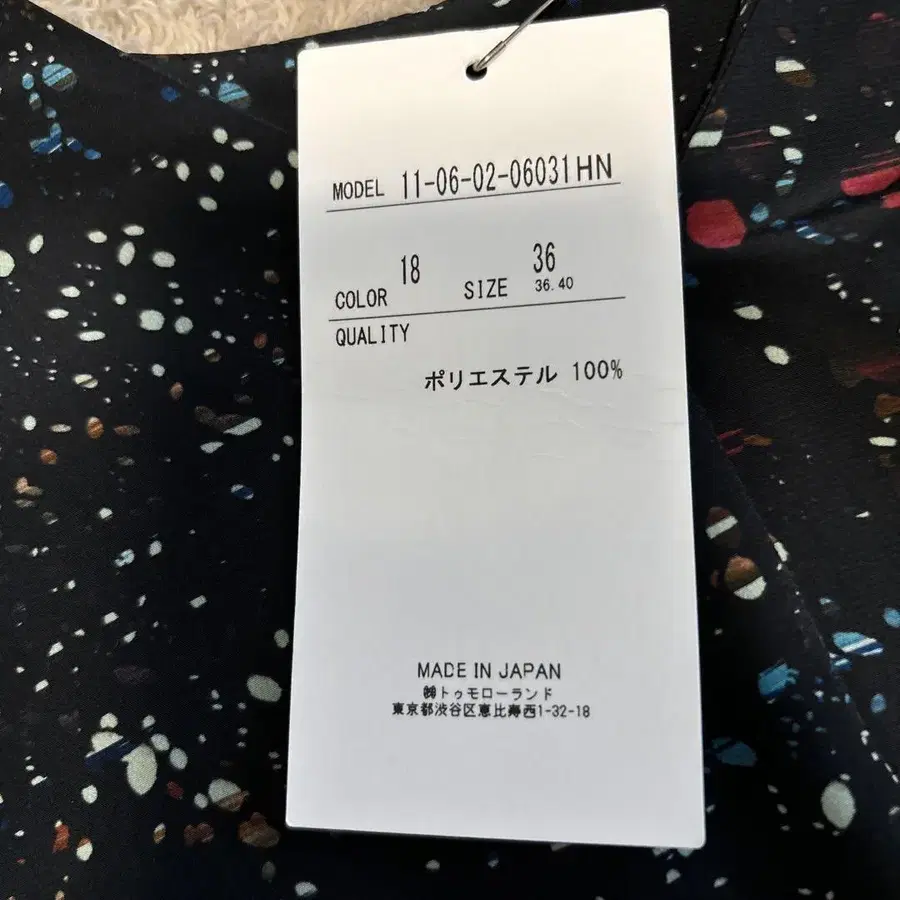 MODEL 11-06-02-06031HN
COLOR 18 SIZE 36
36.40
QUALITY
ポリエステル 100%
MADE IN JAPAN
㈱トゥモローランド
東京都渋谷区恵比寿西1-32-18